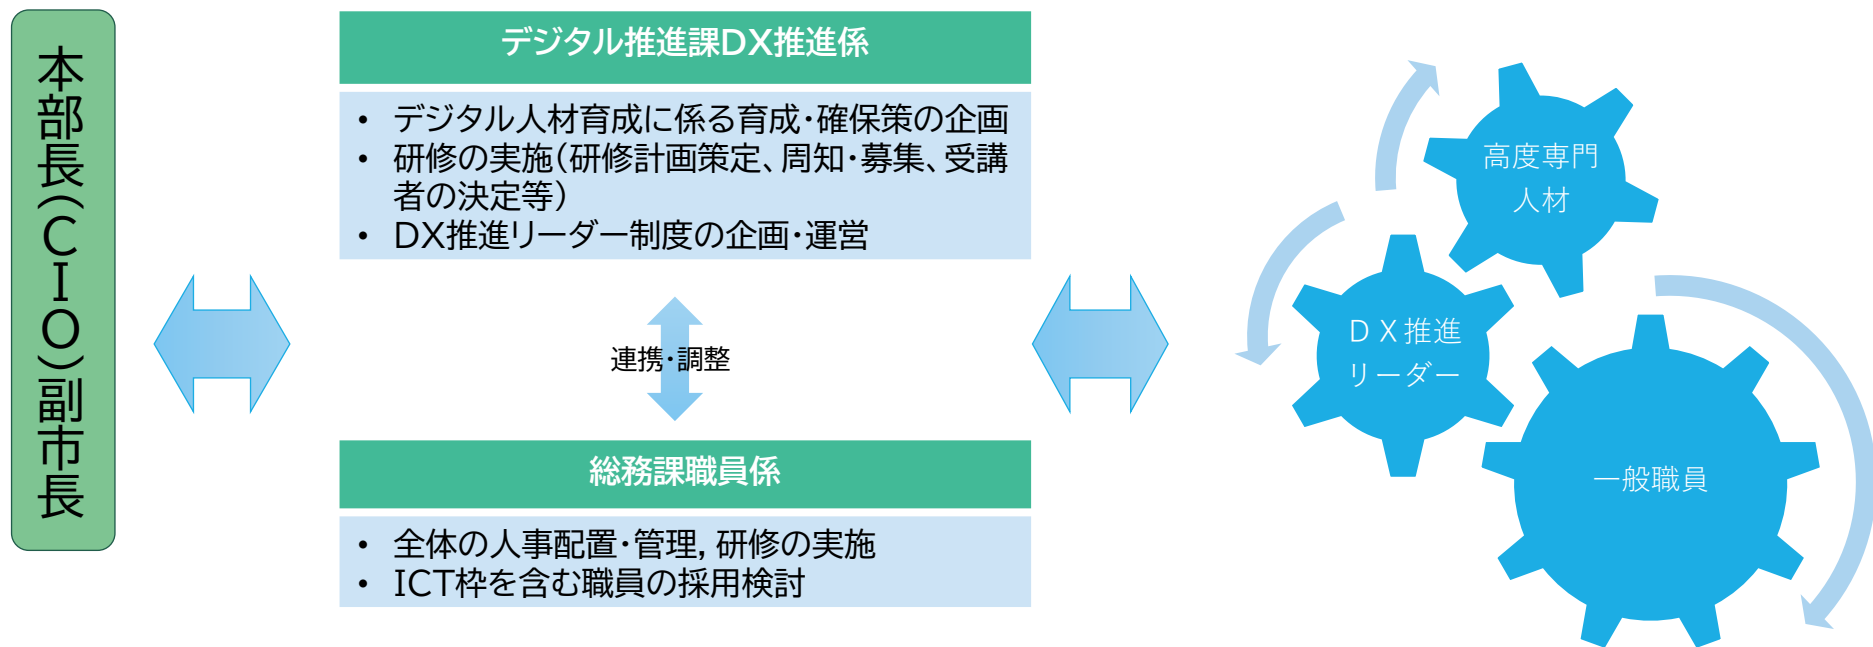 本部長(CIO)副市長
デジタル推進課DX推進係
• デジタル人材育成に係る育成・確保策の企画
• 研修の実施(研修計画策定、周知・募集、受講
者の決定等)
• DX推進リーダー制度の企画・運営
連携・調整
総務課職員係
• 全体の人事配置・管理, 研修の実施
• ICT枠を含む職員の採用検討
高度専門
人材
DX推進
リーダー
一般職員